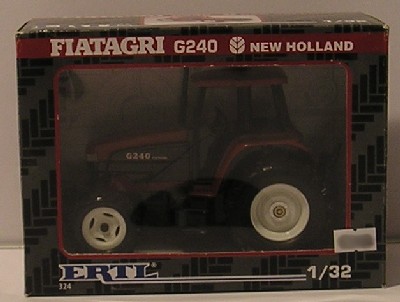 FIATAGRI G240 NEW HOLLAND
G240
ERTL
324
1/32